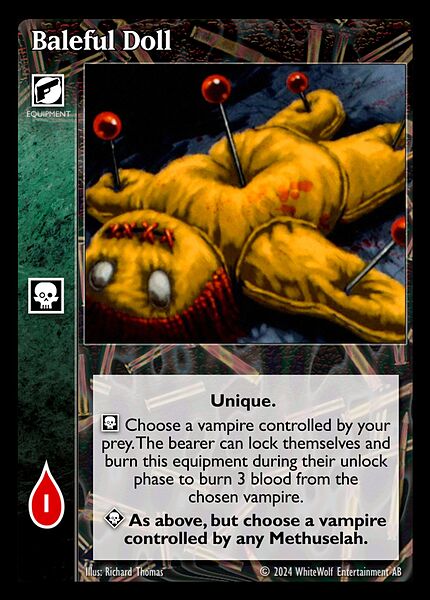 Baleful Doll
EQUIPMENT
Unique.
Choose a vampire controlled by your
prey. The bearer can lock themselves and
burn this equipment during their unlock
phase to burn 3 blood from the
chosen vampire.
As above, but choose a vampire
controlled by any Methuselah.
1
Illus: Richard Thomas
© 2024 WhiteWolf Entertainment AB